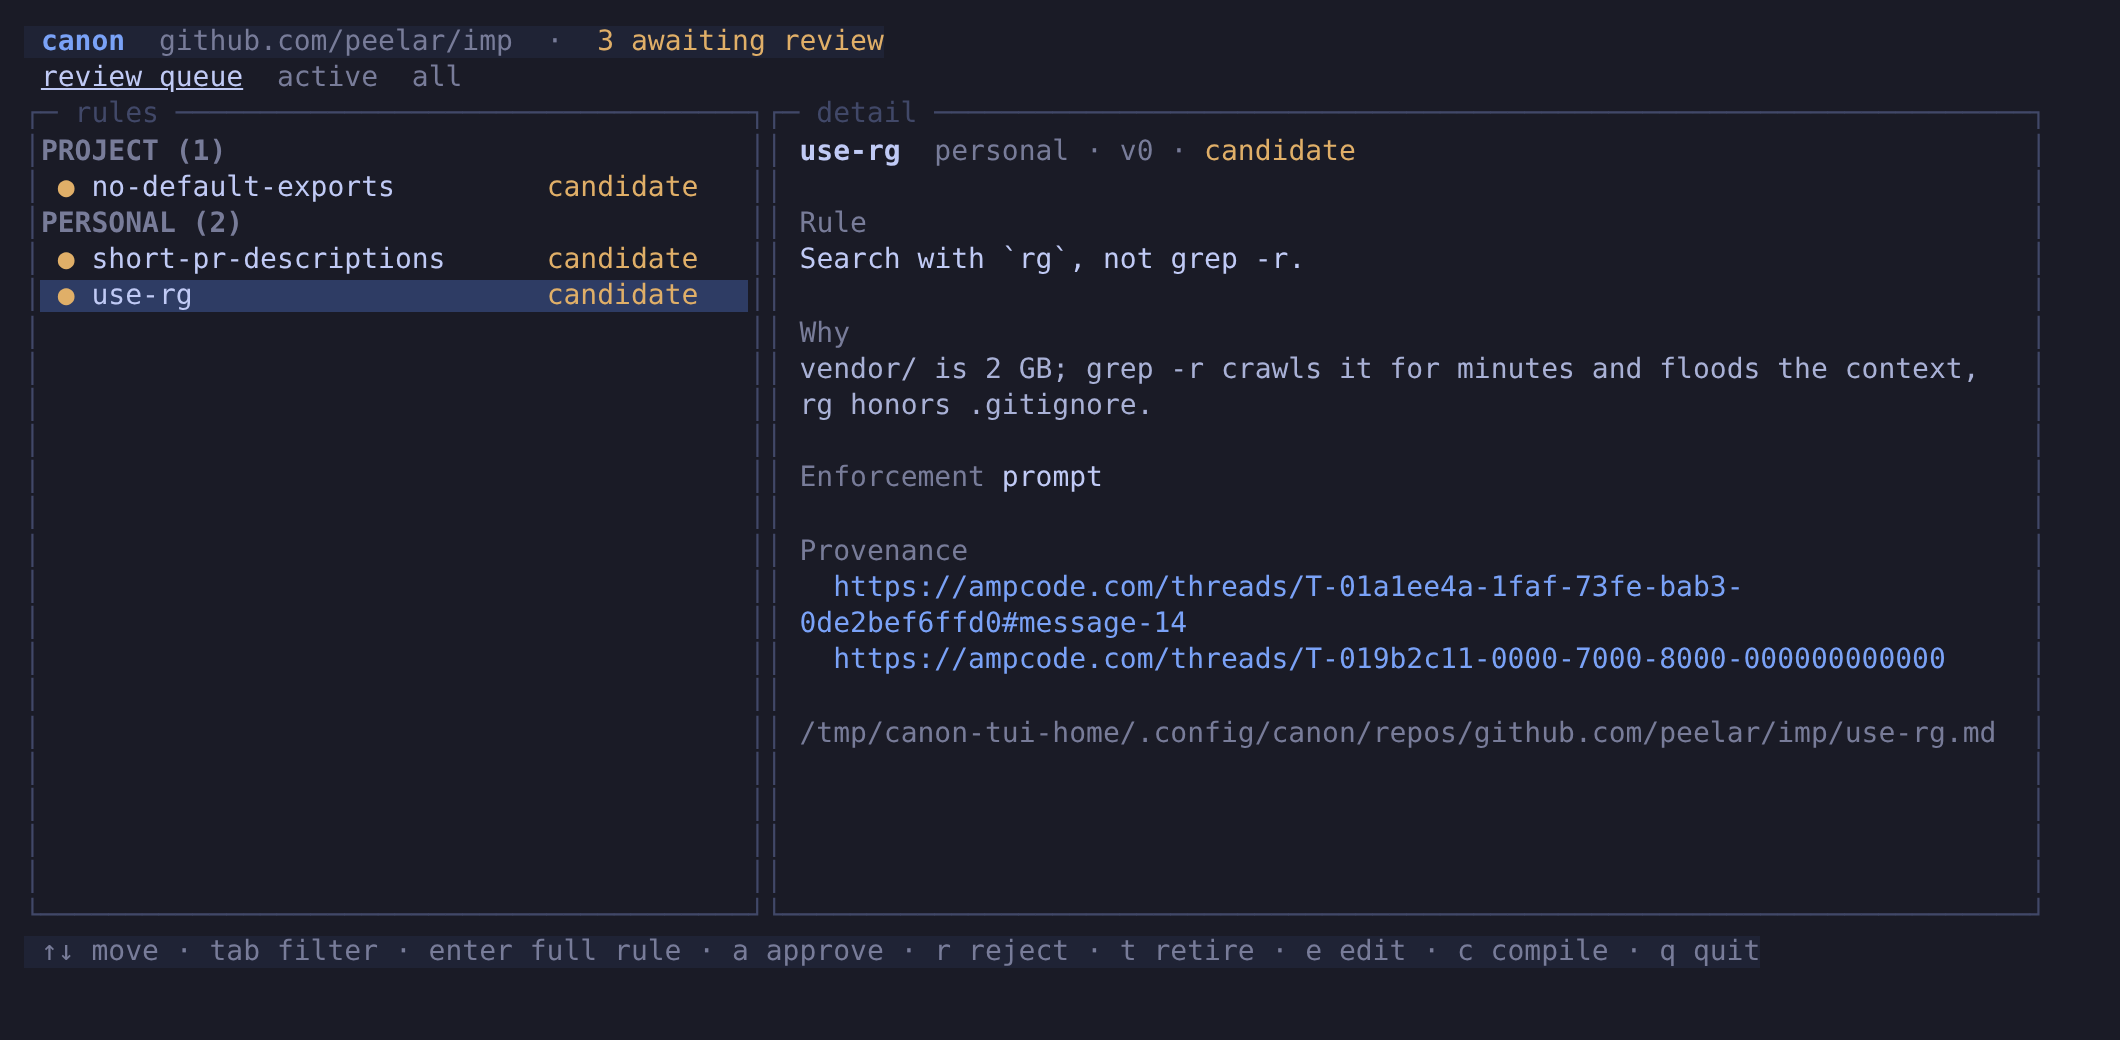 canon github.com/peelar/imp · 3 awaiting review
review queue active all
rules
PROJECT (1)
● no-default-exports candidate
PERSONAL (2)
● short-pr-descriptions candidate
● use-rg candidate
detail
use-rg personal · v0 · candidate
Rule
Search with `rg`, not grep -r.
Why
vendor/ is 2 GB; grep -r crawls it for minutes and floods the context,
rg honors .gitignore.
Enforcement prompt
Provenance
https://ampcode.com/threads/T-01a1ee4a-1faf-73fe-bab3-
0de2bef6ffd0#message-14
https://ampcode.com/threads/T-019b2c11-0000-7000-8000-000000000000
/tmp/canon-tui-home/.config/canon/repos/github.com/peelar/imp/use-rg.md
↑↓ move · tab filter · enter full rule · a approve · r reject · t retire · e edit · c compile · q quit